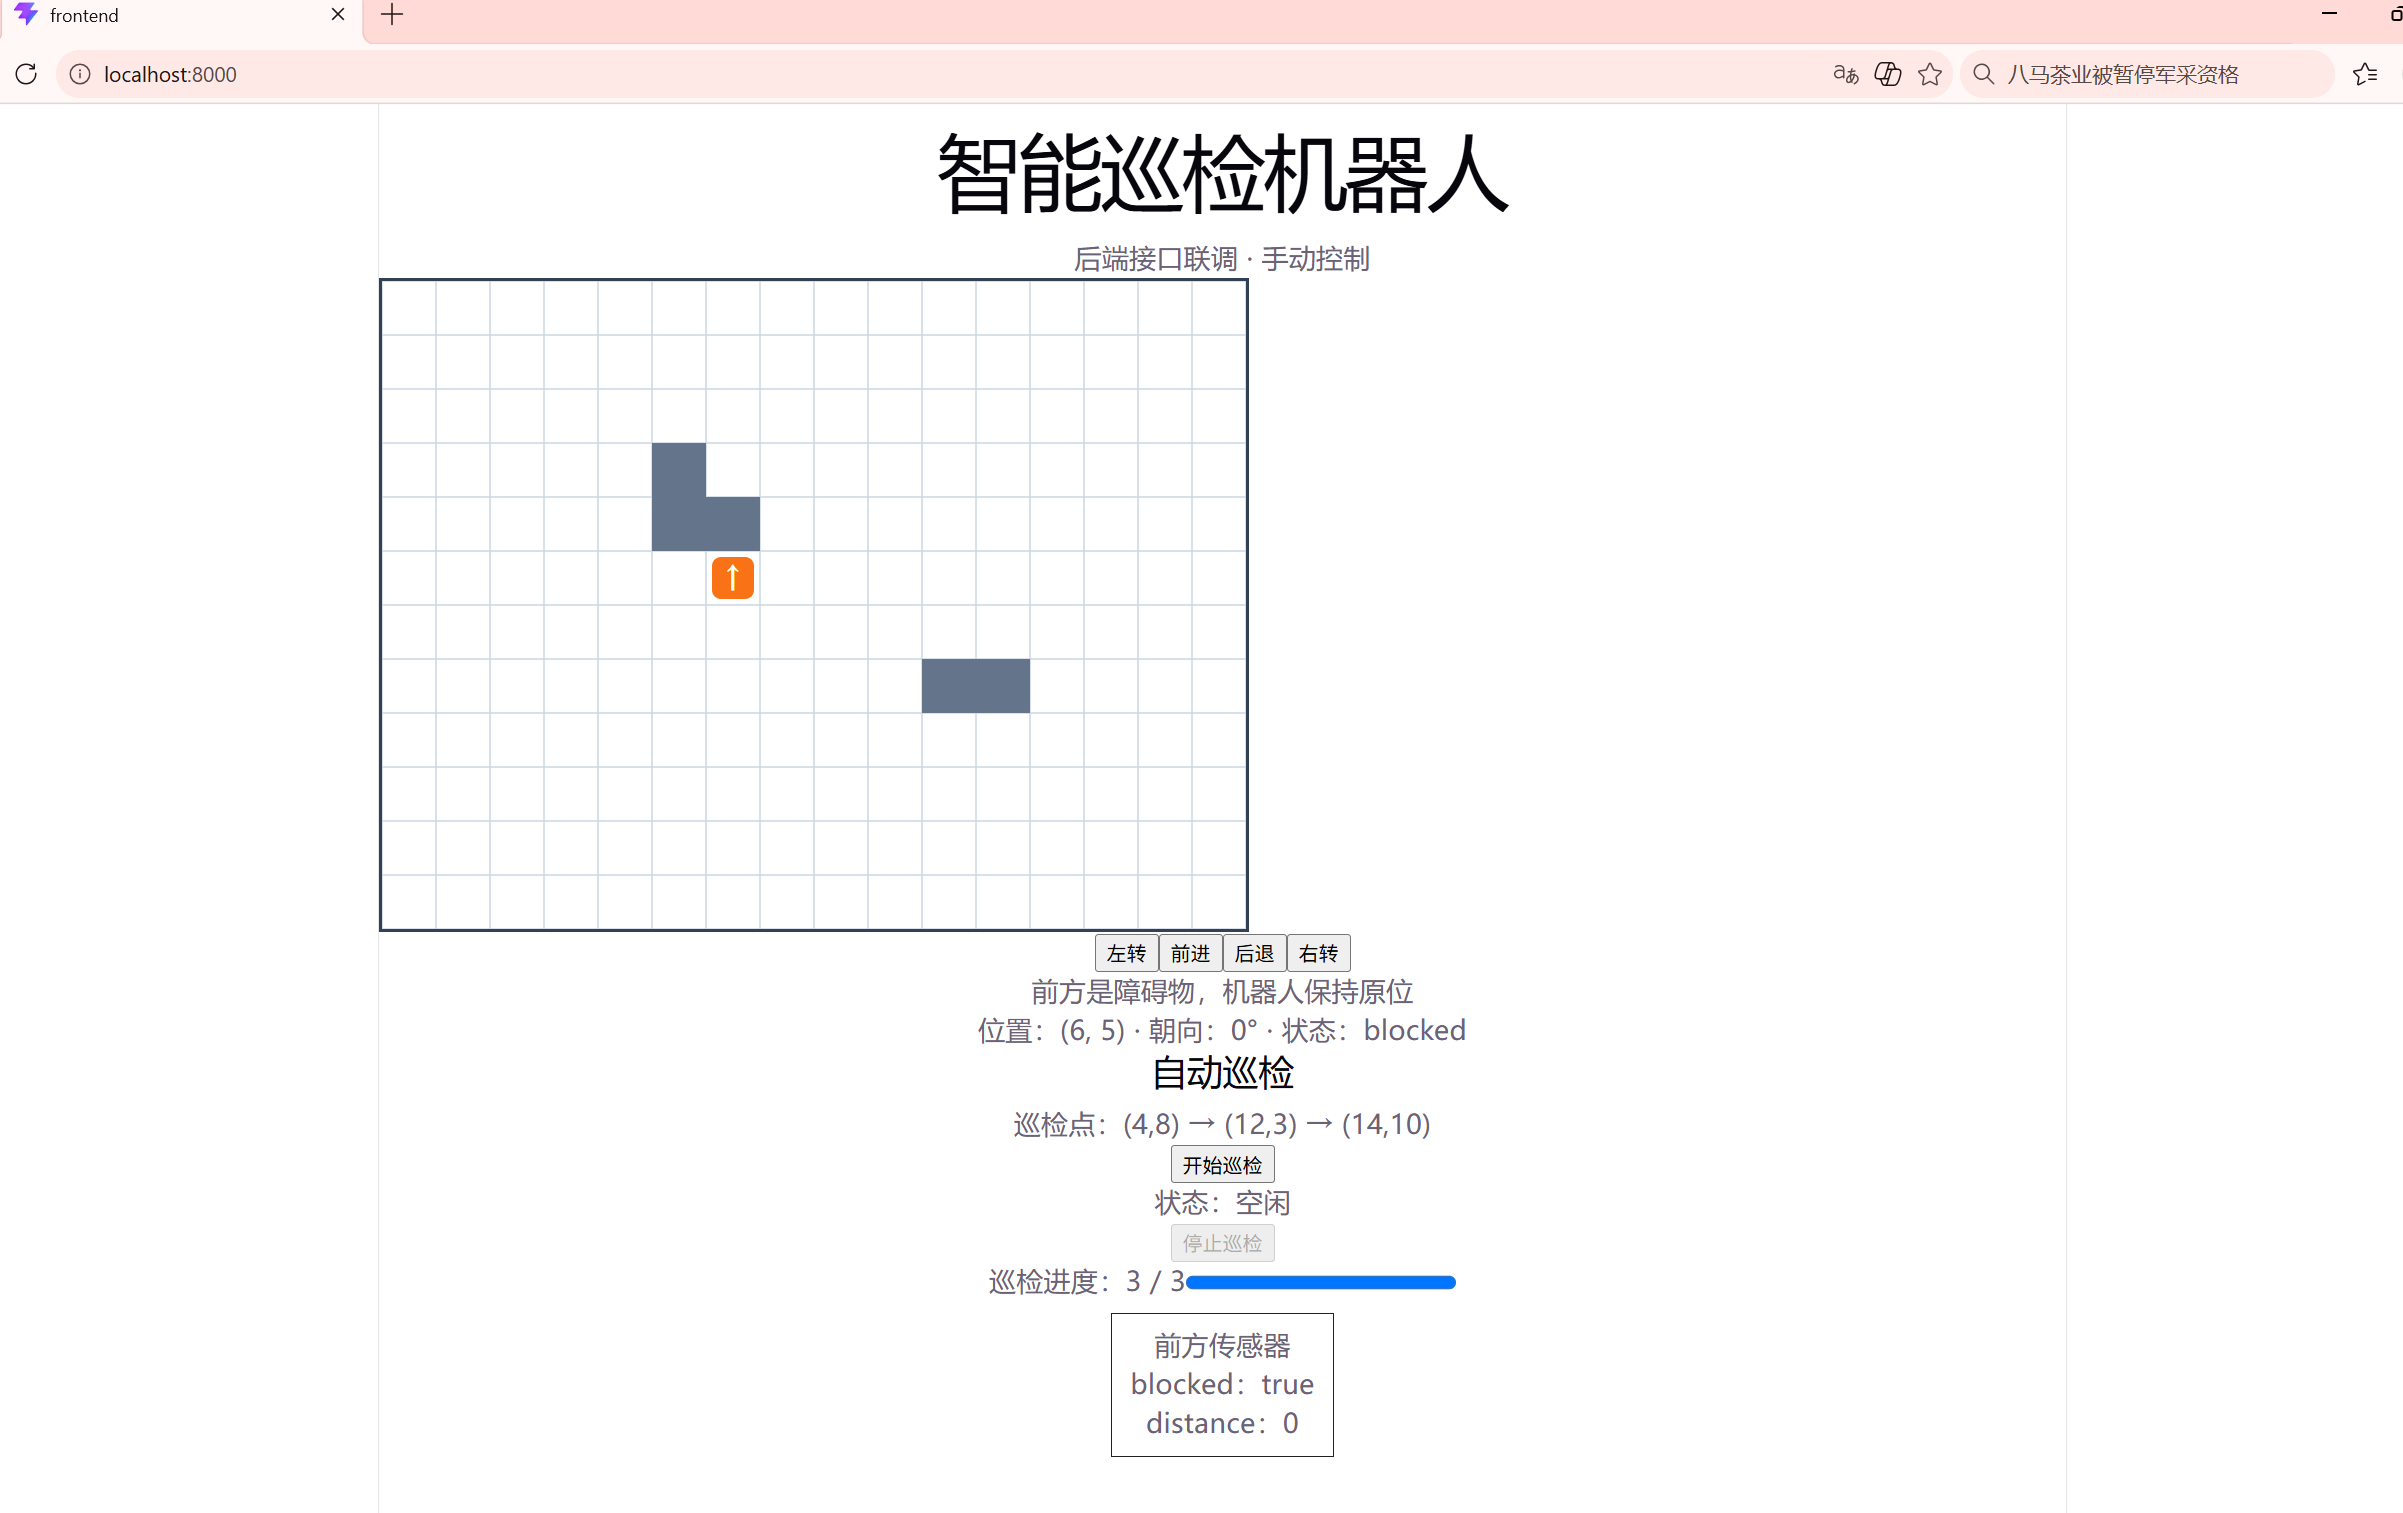 frontend
localhost:8000
八马茶业被暂停军采资格
智能巡检机器人
后端接口联调 · 手动控制
↑
左转 前进 后退 右转
前方是障碍物，机器人保持原位
位置：(6, 5) · 朝向：0° · 状态：blocked
自动巡检
巡检点：(4,8) → (12,3) → (14,10)
开始巡检
状态：空闲
停止巡检
巡检进度：3 / 3
前方传感器
blocked：true
distance：0